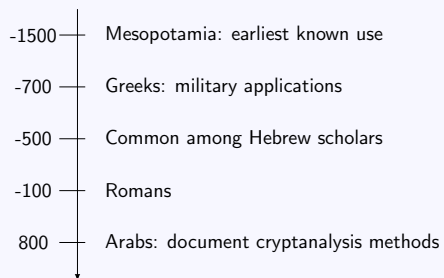 -1500 Mesopotamia: earliest known use
-700 Greeks: military applications
-500 Common among Hebrew scholars
-100 Romans
800 Arabs: document cryptanalysis methods